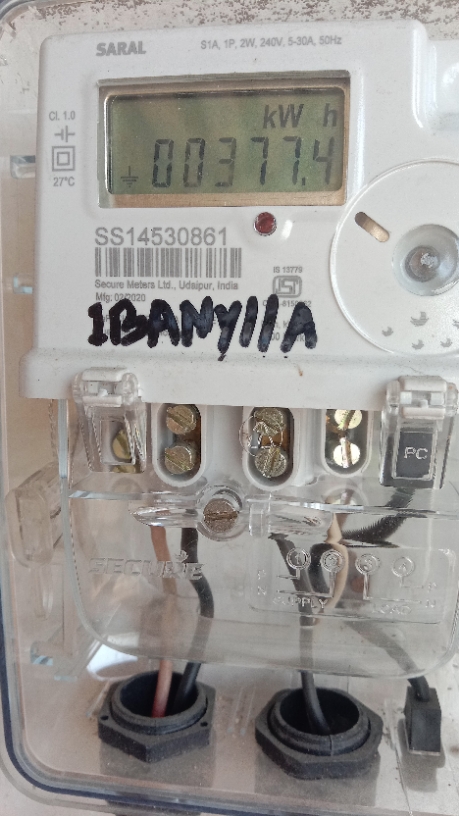 SARAL
S1A, 1P, 2W, 240V, 5-30A, 50Hz
Cl. 1.0
27°C
kW h
00377.4
SS14530861
Secure Meters Ltd., Udaipur, India
Mfg. 02/2020
IS 13779
1BANY11A
PC
SECURE
SUPPLY